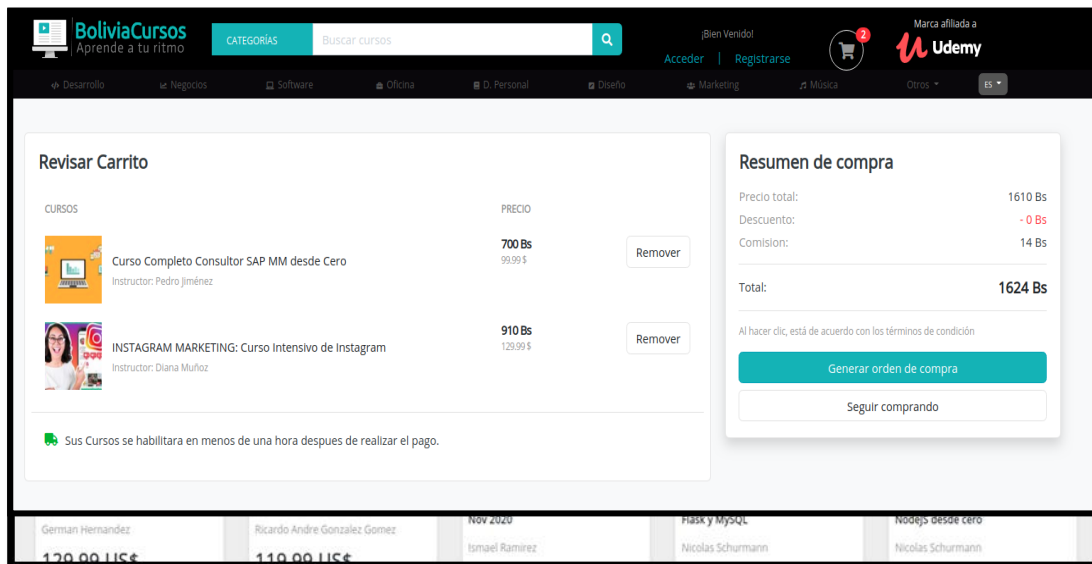 BoliviaCursos
Aprende a tu ritmo
CATEGORÍAS
Buscar cursos
¡Bien Venido!
Acceder | Registrarse
2
Marca afiliada a
Udemy
Desarrollo
Negocios
Software
Oficina
D. Personal
Diseño
Marketing
Música
Otros
ES
Revisar Carrito
CURSOS PRECIO
Curso Completo Consultor SAP MM desde Cero
Instructor: Pedro Jiménez
700 Bs
99.99 $
Remover
INSTAGRAM MARKETING: Curso Intensivo de Instagram
Instructor: Diana Muñoz
910 Bs
129.99 $
Remover
Sus Cursos se habilitara en menos de una hora despues de realizar el pago.
Resumen de compra
Precio total: 1610 Bs
Descuento: - 0 Bs
Comision: 14 Bs
Total: 1624 Bs
Al hacer clic, está de acuerdo con los términos de condición
Generar orden de compra
Seguir comprando
German Hernandez
129.99 US$
Ricardo Andre Gonzalez Gomez
119.99 US$
Nov 2020
Ismael Ramirez
Flask y MySQL
Nicolas Schurmann
NodeJS desde cero
Nicolas Schurmann